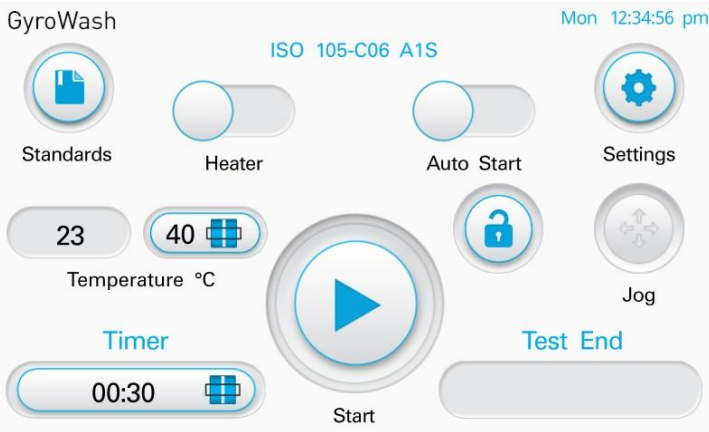 GyroWash
Mon 12:34:56 pm
ISO 105-C06 A1S
Standards
Heater
Auto Start
Settings
23
40
Temperature °C
Jog
Timer
Test End
00:30
Start